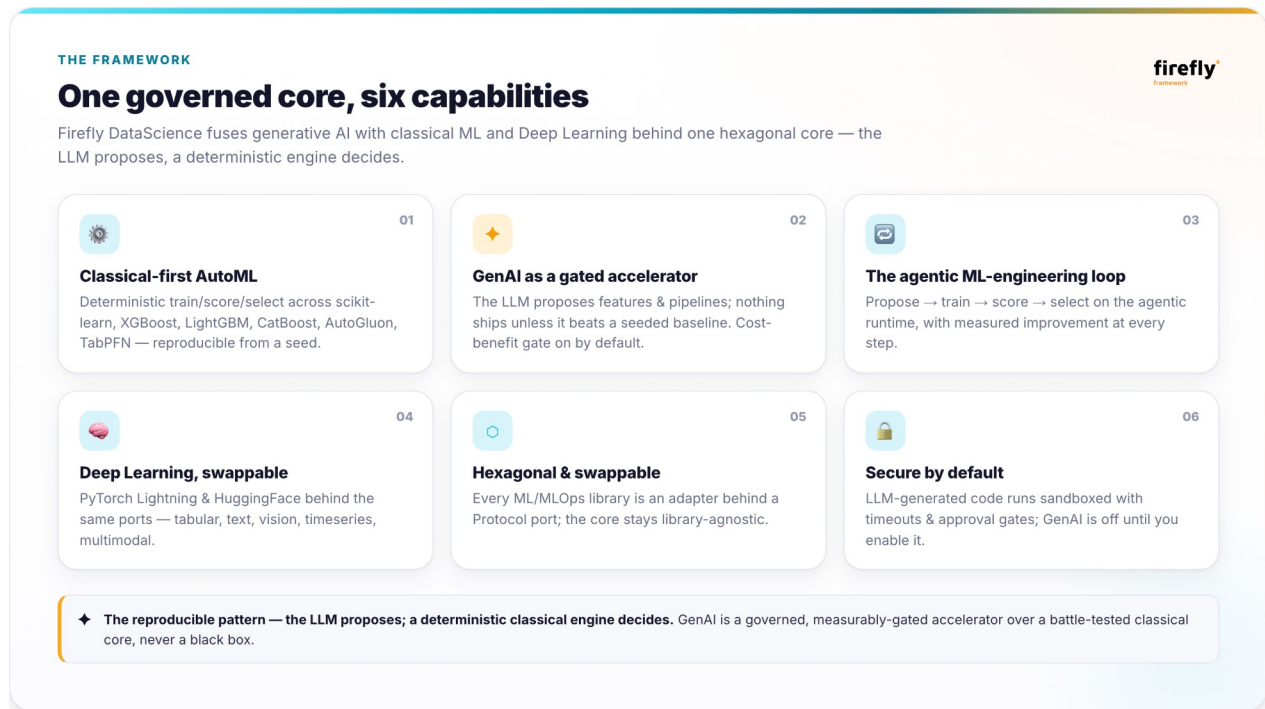 THE FRAMEWORK
firefly
framework
One governed core, six capabilities
Firefly DataScience fuses generative AI with classical ML and Deep Learning behind one hexagonal core — the
LLM proposes, a deterministic engine decides.
01
Classical-first AutoML
Deterministic train/score/select across scikit-
learn, XGBoost, LightGBM, CatBoost, AutoGluon,
TabPFN — reproducible from a seed.
02
GenAI as a gated accelerator
The LLM proposes features & pipelines; nothing
ships unless it beats a seeded baseline. Cost-
benefit gate on by default.
03
The agentic ML-engineering loop
Propose → train → score → select on the agentic
runtime, with measured improvement at every
step.
04
Deep Learning, swappable
PyTorch Lightning & HuggingFace behind the
same ports — tabular, text, vision, timeseries,
multimodal.
05
Hexagonal & swappable
Every ML/MLOps library is an adapter behind a
Protocol port; the core stays library-agnostic.
06
Secure by default
LLM-generated code runs sandboxed with
timeouts & approval gates; GenAI is off until you
enable it.
The reproducible pattern — the LLM proposes; a deterministic classical engine decides. GenAI is a governed, measurably-gated accelerator over a battle-tested classical
core, never a black box.